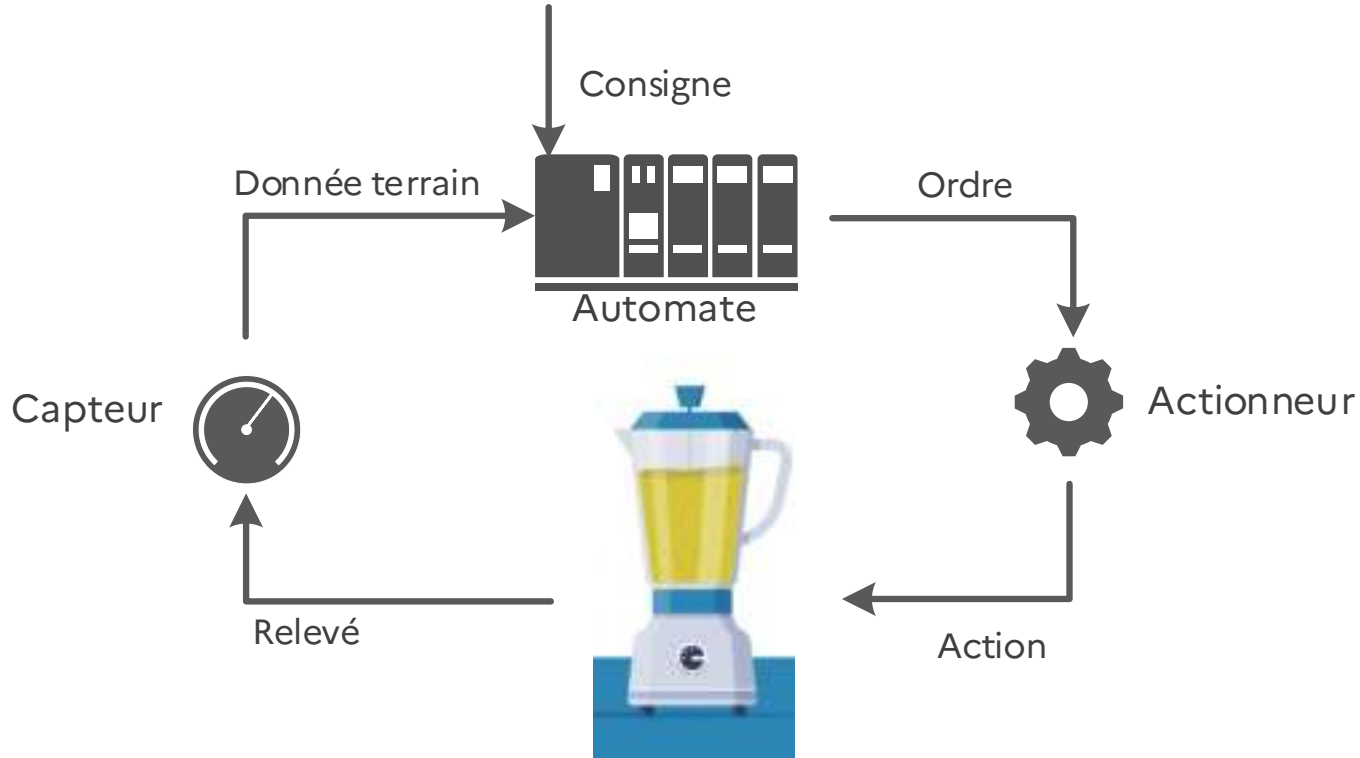 Consigne
Donnée terrain
Ordre
Automate
Capteur
Actionneur
Relevé
Action